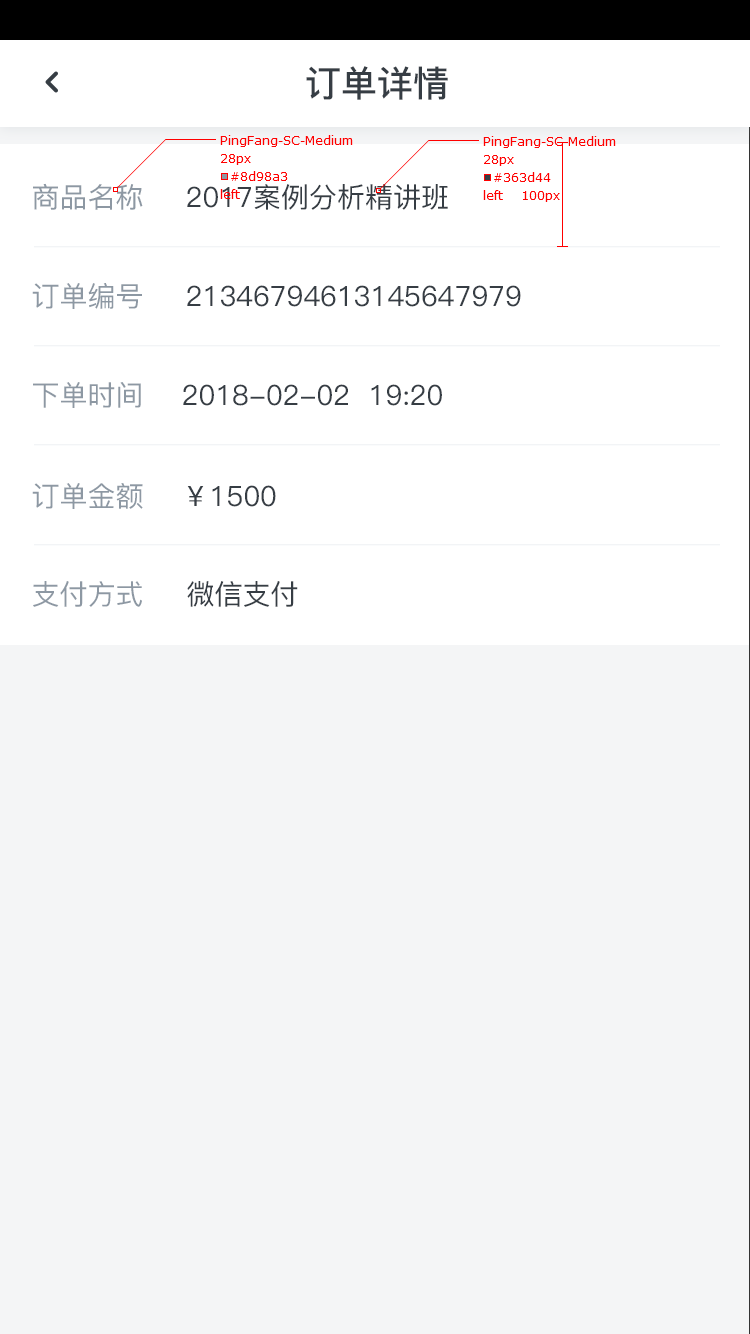 订单详情
PingFang-SC-Medium
28px
#8d98a3
left
PingFang-SC-Medium
28px
#363d44
left 100px
商品名称 2017案例分析精讲班
订单编号 21346794613145647979
下单时间 2018-02-02 19:20
订单金额 ¥1500
支付方式 微信支付